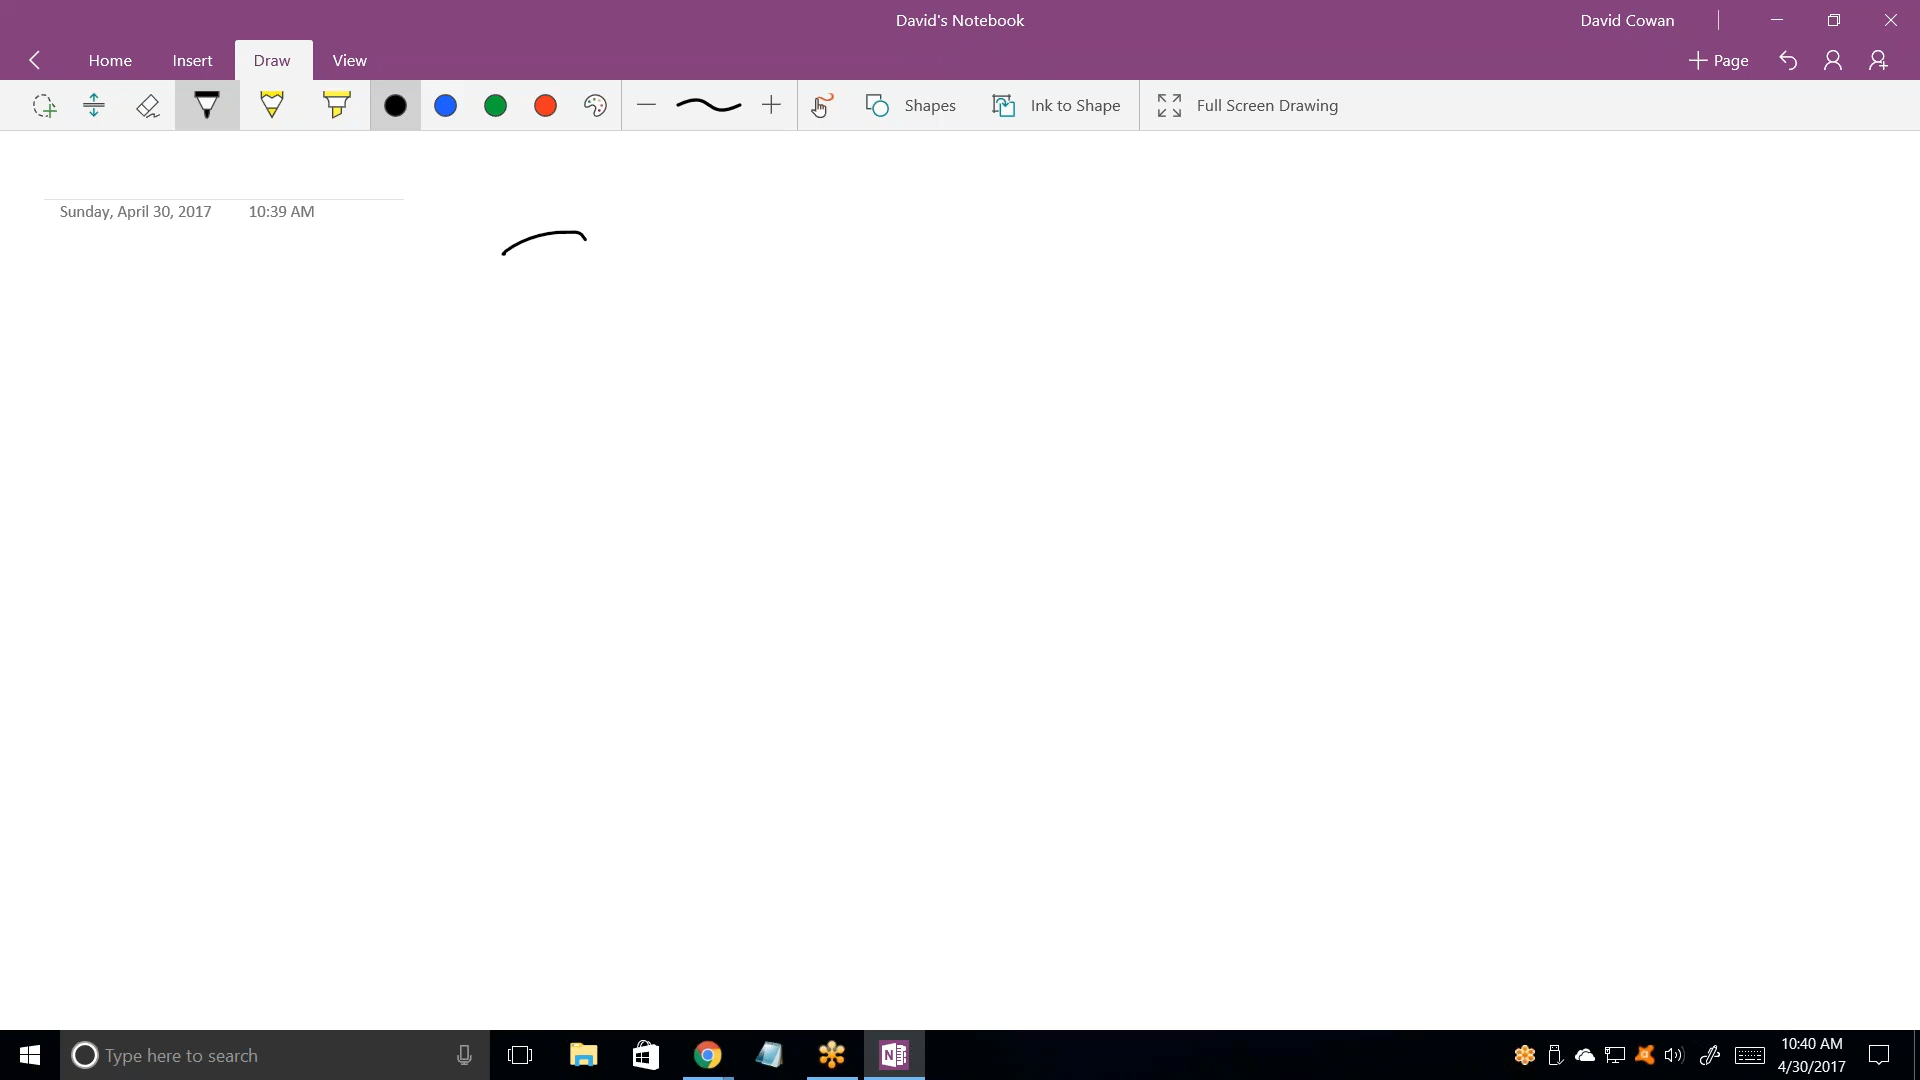 David's Notebook
David Cowan
Home
Insert
Draw
View
Page
Shapes
Ink to Shape
Full Screen Drawing
Sunday, April 30, 2017 10:39 AM
Type here to search
N
10:40 AM
4/30/2017